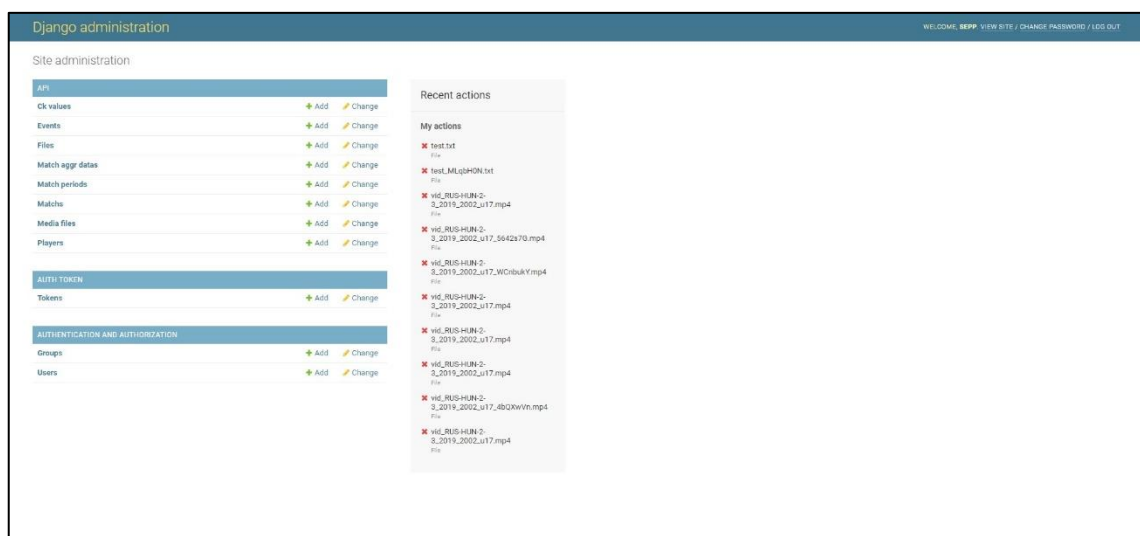 Django administration
WELCOME, SEPP. VIEW SITE / CHANGE PASSWORD / LOG OUT
Site administration
API
Ck values + Add Change
Events + Add Change
Files + Add Change
Match aggr datas + Add Change
Match periods + Add Change
Matchs + Add Change
Media files + Add Change
Players + Add Change
AUTH TOKEN
Tokens + Add Change
AUTHENTICATION AND AUTHORIZATION
Groups + Add Change
Users + Add Change
Recent actions
My actions
test.txt
File
test_MLqbH0N.txt
File
vid_RUS-HUN-2-
3_2019_2002_u17.mp4
File
vid_RUS-HUN-2-
3_2019_2002_u17_5642s7G.mp4
File
vid_RUS-HUN-2-
3_2019_2002_u17_WCnbukY.mp4
File
vid_RUS-HUN-2-
3_2019_2002_u17.mp4
File
vid_RUS-HUN-2-
3_2019_2002_u17.mp4
File
vid_RUS-HUN-2-
3_2019_2002_u17.mp4
File
vid_RUS-HUN-2-
3_2019_2002_u17_4bQXwVn.mp4
File
vid_RUS-HUN-2-
3_2019_2002_u17.mp4
File